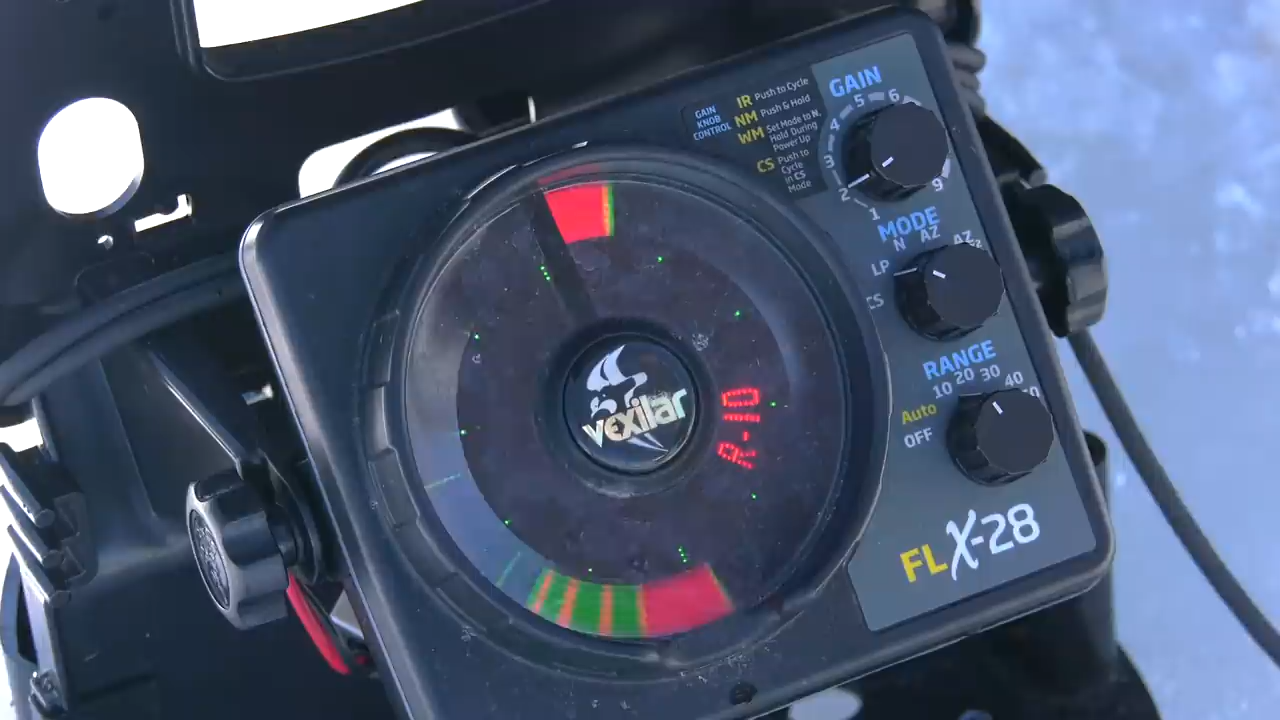 GAIN
KNOB
CONTROL
IR Push to Cycle
NM Push & Hold
WM Set Mode to N,
Hold During
Power Up
CS Push to
Cycle
in CS
Mode
GAIN
1 2 3 4 5 6 9
MODE
CS LP N AZ AZ2
RANGE
OFF Auto 10 20 30 40
FL X-28
vexilar